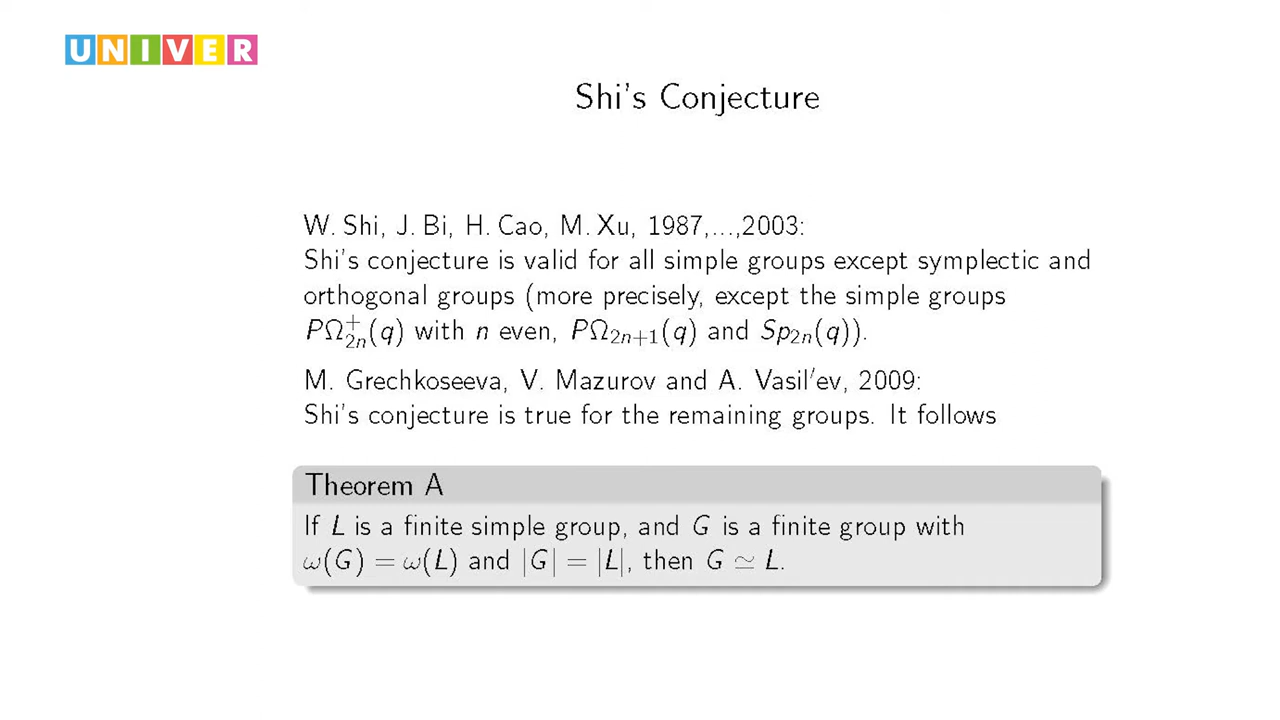 UNIVER
Shi's Conjecture
W. Shi, J. Bi, H. Cao, M. Xu, 1987,...,2003:
Shi's conjecture is valid for all simple groups except symplectic and
orthogonal groups (more precisely, except the simple groups
PΩ⁺₂ₙ(q) with n even, PΩ₂ₙ₊₁(q) and Sp₂ₙ(q)).
M. Grechkoseeva, V. Mazurov and A. Vasil′ev, 2009:
Shi's conjecture is true for the remaining groups. It follows
Theorem A
If L is a finite simple group, and G is a finite group with
ω(G) = ω(L) and |G| = |L|, then G ≃ L.